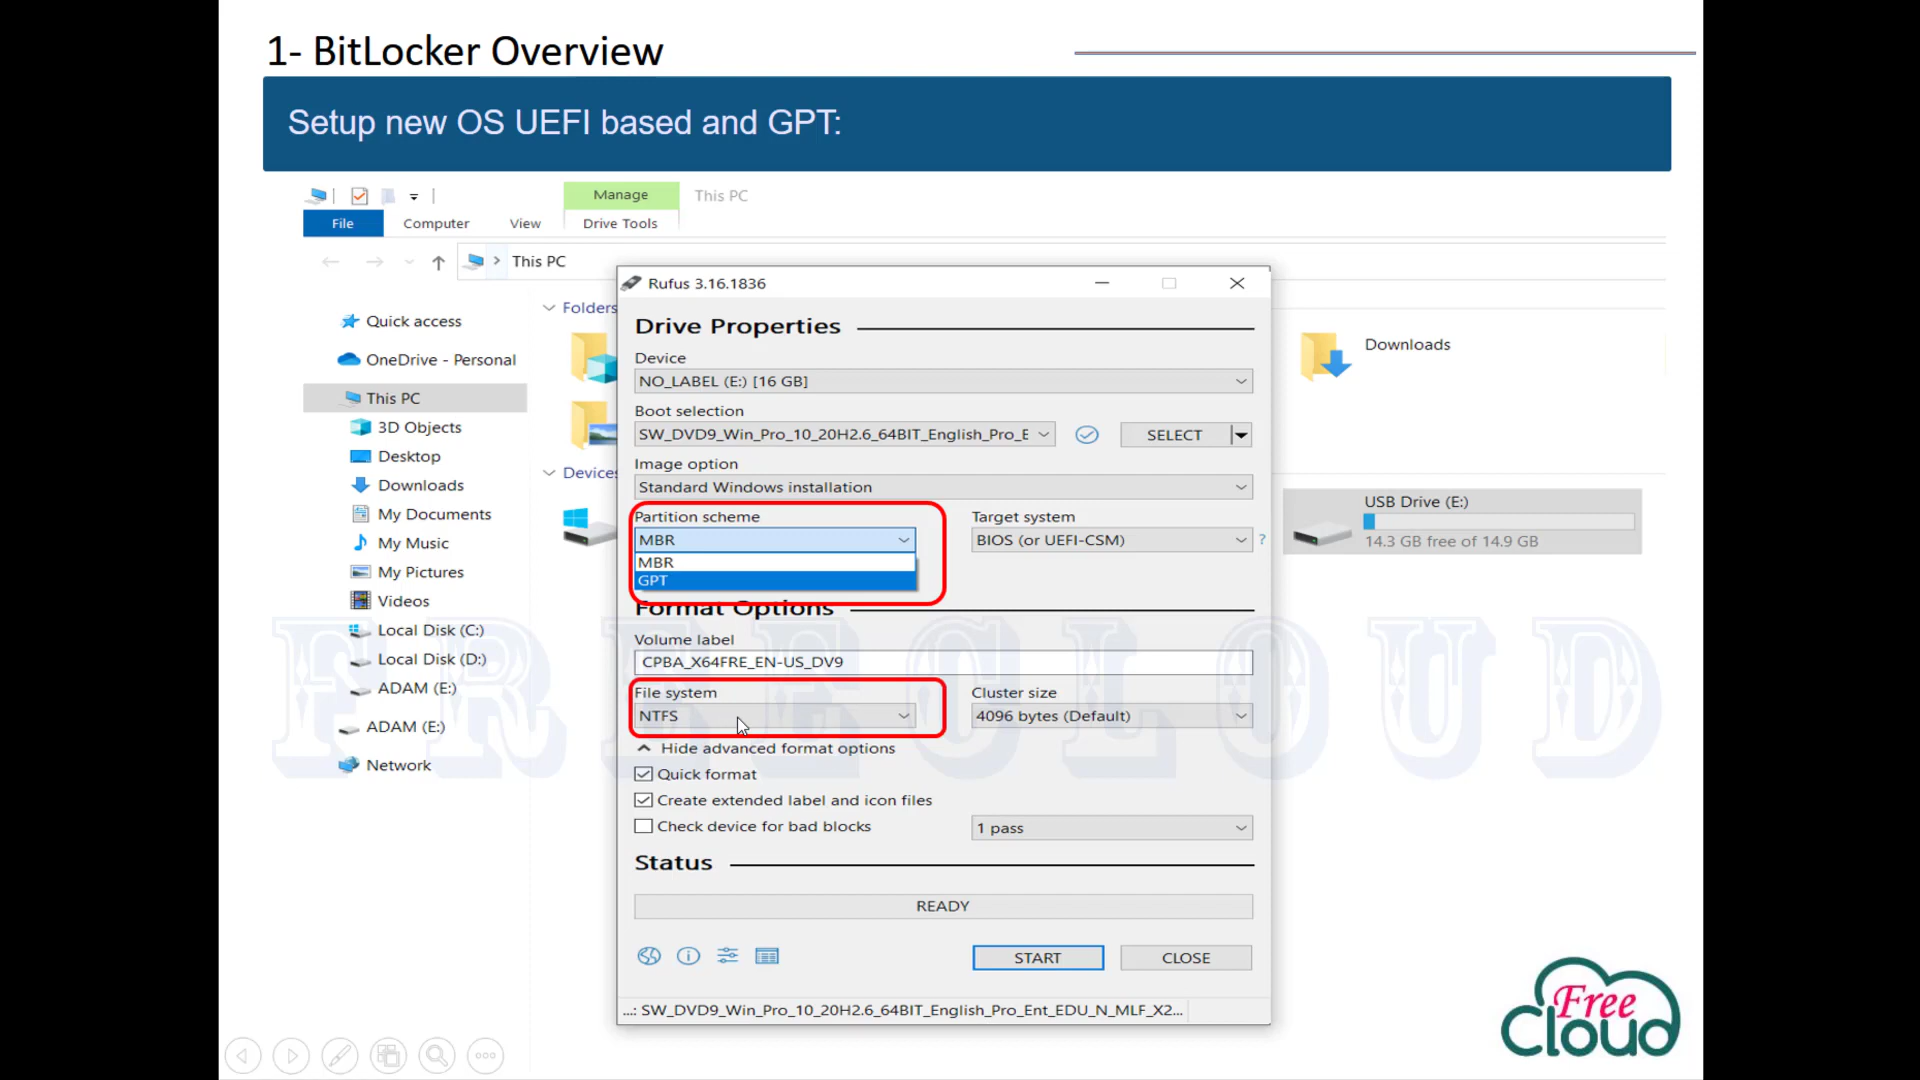 1- BitLocker Overview
Setup new OS UEFI based and GPT:
Manage
This PC
File
Computer
View
Drive Tools
This PC
Quick access
OneDrive - Personal
This PC
3D Objects
Desktop
Downloads
My Documents
My Music
My Pictures
Videos
Local Disk (C:)
Local Disk (D:)
ADAM (E:)
ADAM (E:)
Network
Folders
Devices
Rufus 3.16.1836
Drive Properties
Device
NO_LABEL (E:) [16 GB]
Boot selection
SW_DVD9_Win_Pro_10_20H2.6_64BIT_English_Pro_E
SELECT
Image option
Standard Windows installation
Partition scheme
Target system
MBR
BIOS (or UEFI-CSM)
?
MBR
GPT
Format Options
Volume label
CPBA_X64FRE_EN-US_DV9
File system
Cluster size
NTFS
4096 bytes (Default)
Hide advanced format options
Quick format
Create extended label and icon files
Check device for bad blocks
1 pass
Status
READY
START
CLOSE
...: SW_DVD9_Win_Pro_10_20H2.6_64BIT_English_Pro_Ent_EDU_N_MLF_X2...
Downloads
USB Drive (E:)
14.3 GB free of 14.9 GB
FREECLOUD
Free
Cloud